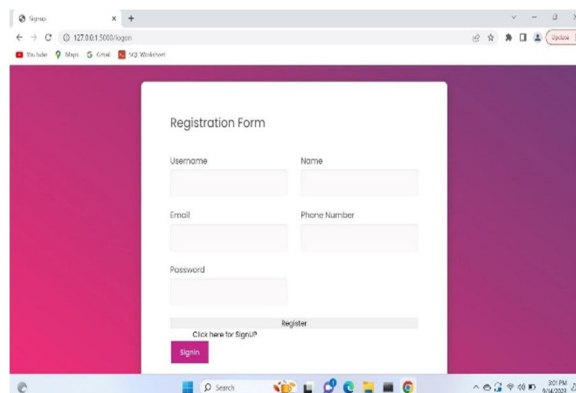 Signup
127.0.0.1:5000/logon
Update
YouTube Maps Gmail SQL Worksheet
Registration Form
Username Name
Email Phone Number
Password
Register
Click here for SignUP
Signin
Search
3:01 PM